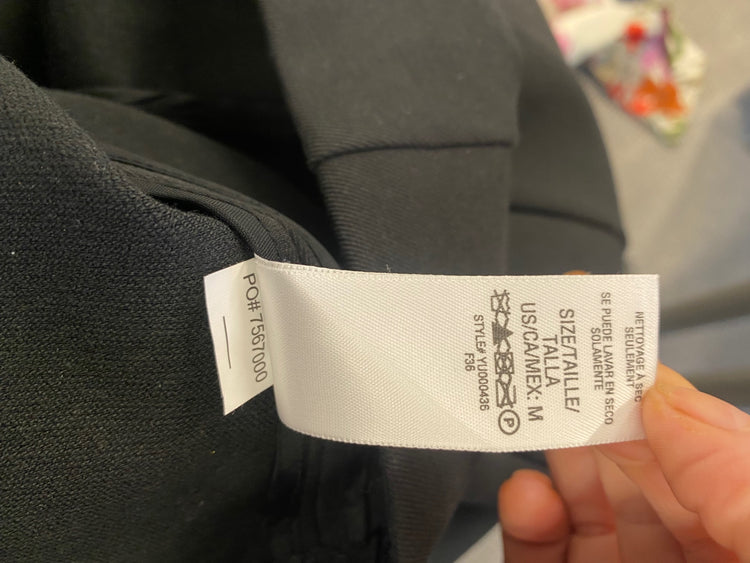 NETTOYAGE À SEC
SEULEMENT
SE PUEDE LAVAR EN SECO
SOLAMENTE
SIZE/TAILLE/
TALLA
US/CA/MEX: M
P
STYLE# YU000436
F36
PO# 7567000